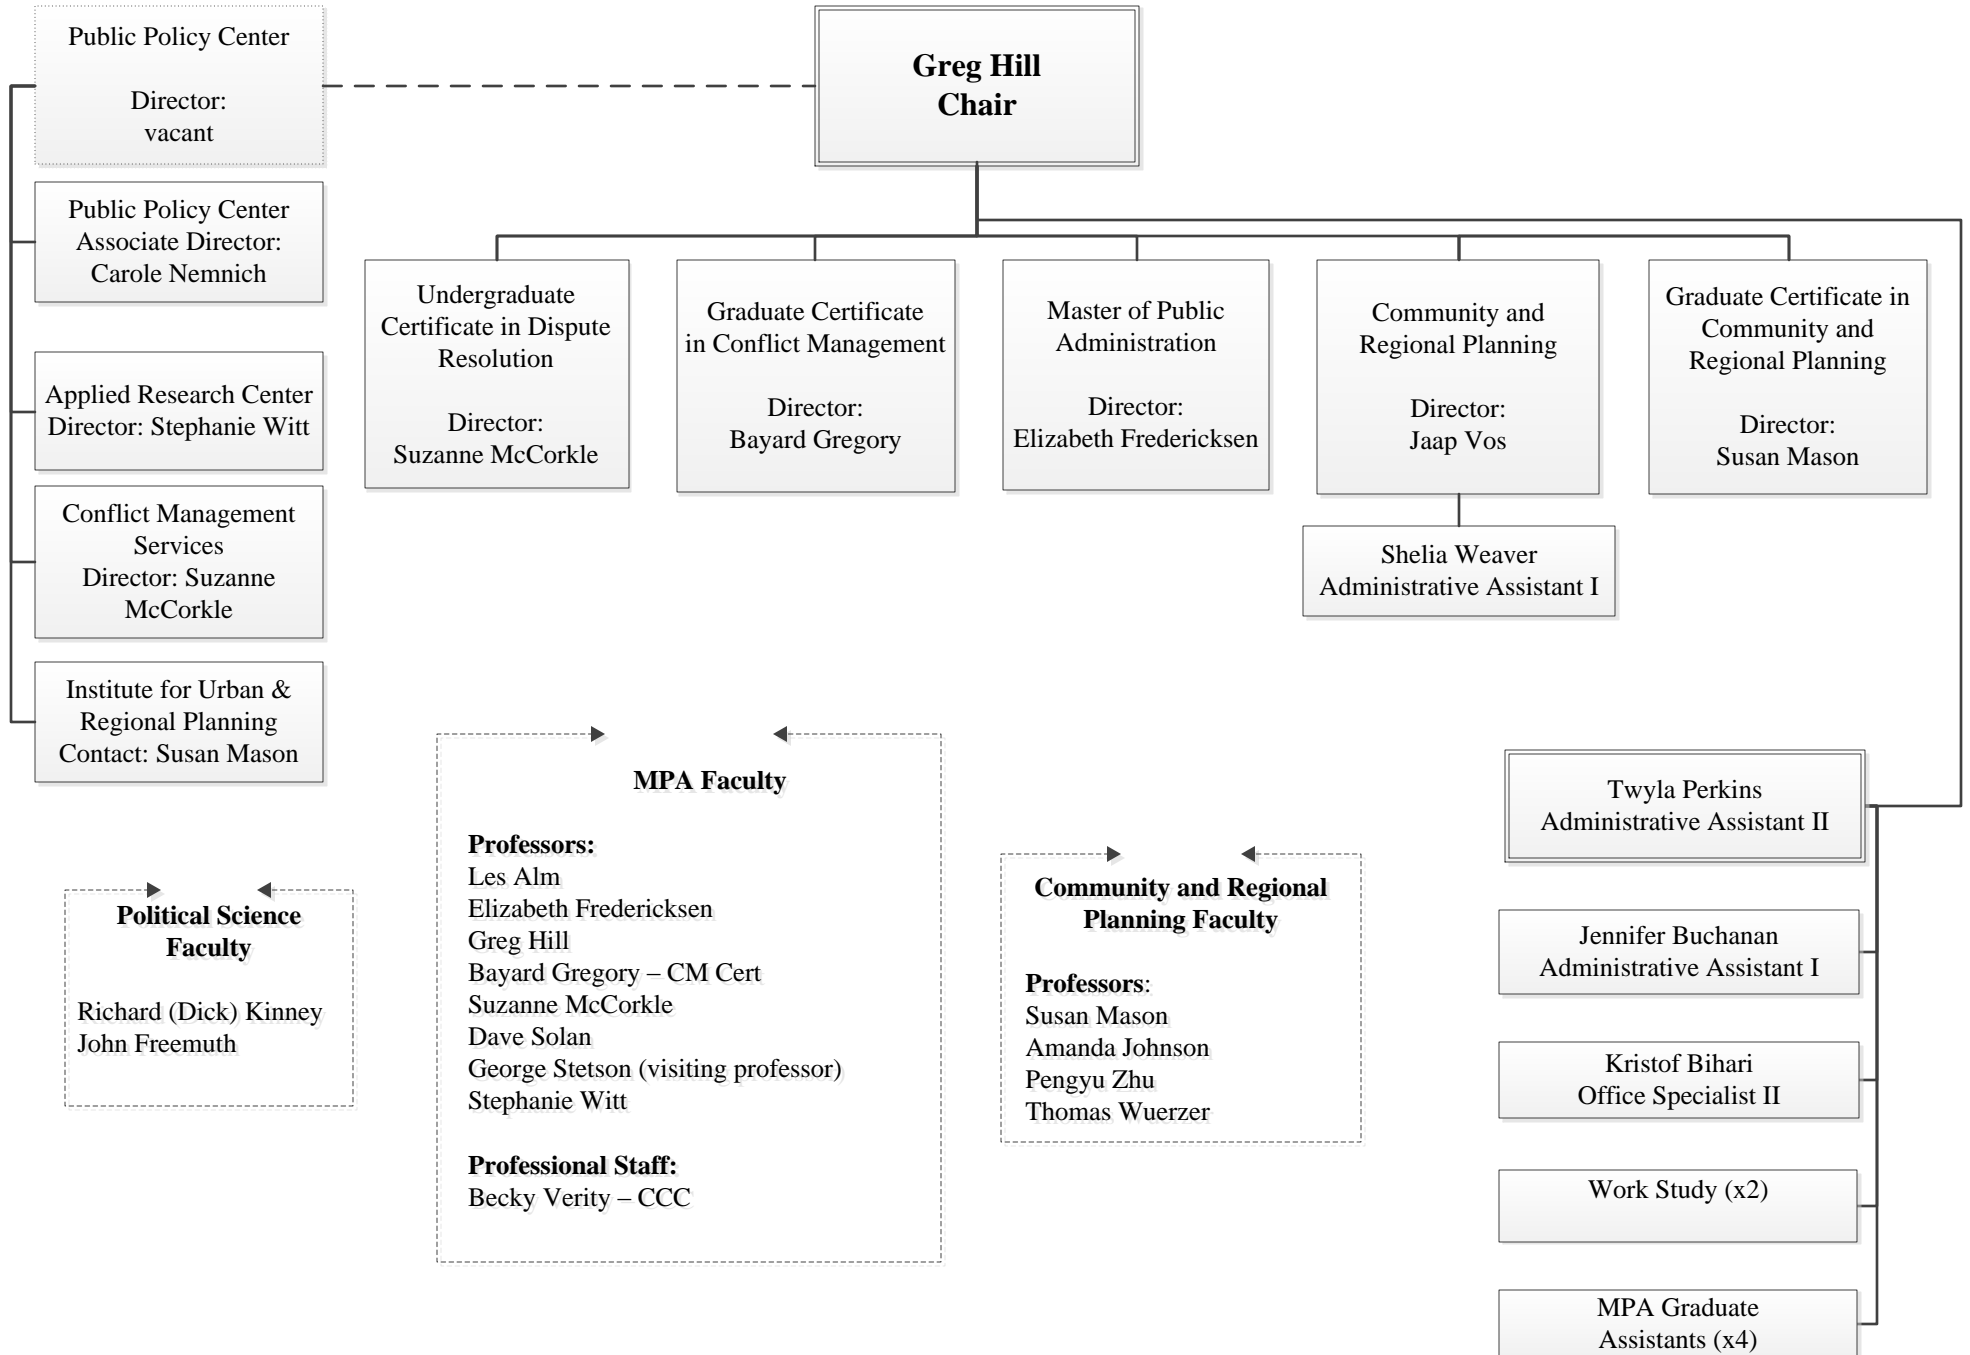 Public Policy Center
Director:
vacant
Greg Hill
Chair
Public Policy Center
Associate Director:
Carole Nemnich
Applied Research Center
Director: Stephanie Witt
Conflict Management
Services
Director: Suzanne
McCorkle
Institute for Urban &
Regional Planning
Contact: Susan Mason
Undergraduate
Certificate in Dispute
Resolution
Director:
Suzanne McCorkle
Graduate Certificate
in Conflict Management
Director:
Bayard Gregory
Master of Public
Administration
Director:
Elizabeth Fredericksen
Community and
Regional Planning
Director:
Jaap Vos
Graduate Certificate in
Community and
Regional Planning
Director:
Susan Mason
Shelia Weaver
Administrative Assistant I
Political Science
Faculty
Richard (Dick) Kinney
John Freemuth
MPA Faculty
Professors:
Les Alm
Elizabeth Fredericksen
Greg Hill
Bayard Gregory – CM Cert
Suzanne McCorkle
Dave Solan
George Stetson (visiting professor)
Stephanie Witt
Professional Staff:
Becky Verity – CCC
Community and Regional
Planning Faculty
Professors:
Susan Mason
Amanda Johnson
Pengyu Zhu
Thomas Wuerzer
Twyla Perkins
Administrative Assistant II
Jennifer Buchanan
Administrative Assistant I
Kristof Bihari
Office Specialist II
Work Study (x2)
MPA Graduate
Assistants (x4)